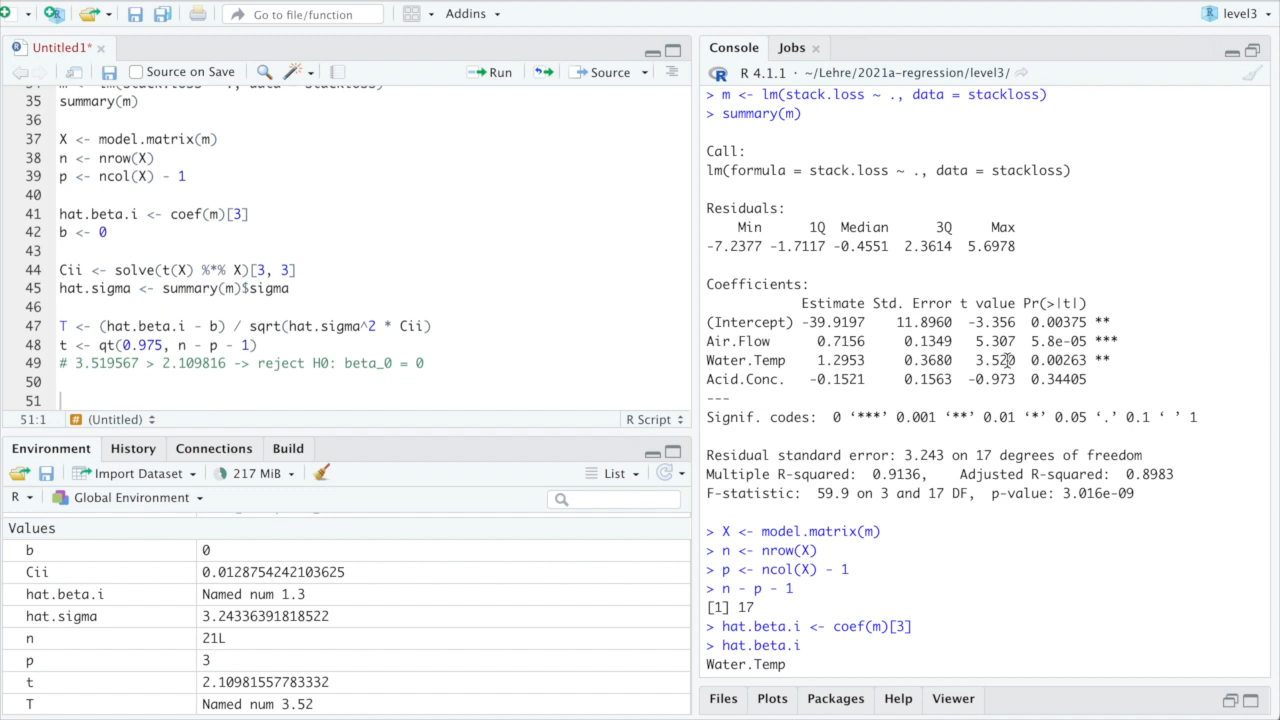 Go to file/function
Addins
level3
Untitled1*
Source on Save
Run
Source
35 summary(m)
36
37 X <- model.matrix(m)
38 n <- nrow(X)
39 p <- ncol(X) - 1
40
41 hat.beta.i <- coef(m)[3]
42 b <- 0
43
44 Cii <- solve(t(X) %*% X)[3, 3]
45 hat.sigma <- summary(m)$sigma
46
47 T <- (hat.beta.i - b) / sqrt(hat.sigma^2 * Cii)
48 t <- qt(0.975, n - p - 1)
49 # 3.519567 > 2.109816 -> reject H0: beta_0 = 0
50
51
51:1 (Untitled) R Script
Environment History Connections Build
Import Dataset 217 MiB List
R Global Environment
Values
b 0
Cii 0.0128754242103625
hat.beta.i Named num 1.3
hat.sigma 3.24336391818522
n 21L
p 3
t 2.10981557783332
T Named num 3.52
Console Jobs
R 4.1.1 · ~/Lehre/2021a-regression/level3/
> m <- lm(stack.loss ~ ., data = stackloss)
> summary(m)
Call:
lm(formula = stack.loss ~ ., data = stackloss)
Residuals:
Min 1Q Median 3Q Max
-7.2377 -1.7117 -0.4551 2.3614 5.6978
Coefficients:
Estimate Std. Error t value Pr(>|t|)
(Intercept) -39.9197 11.8960 -3.356 0.00375 **
Air.Flow 0.7156 0.1349 5.307 5.8e-05 ***
Water.Temp 1.2953 0.3680 3.520 0.00263 **
Acid.Conc. -0.1521 0.1563 -0.973 0.34405
---
Signif. codes: 0 ‘***’ 0.001 ‘**’ 0.01 ‘*’ 0.05 ‘.’ 0.1 ‘ ’ 1
Residual standard error: 3.243 on 17 degrees of freedom
Multiple R-squared: 0.9136, Adjusted R-squared: 0.8983
F-statistic: 59.9 on 3 and 17 DF, p-value: 3.016e-09
> X <- model.matrix(m)
> n <- nrow(X)
> p <- ncol(X) - 1
> n - p - 1
[1] 17
> hat.beta.i <- coef(m)[3]
> hat.beta.i
Water.Temp
Files Plots Packages Help Viewer